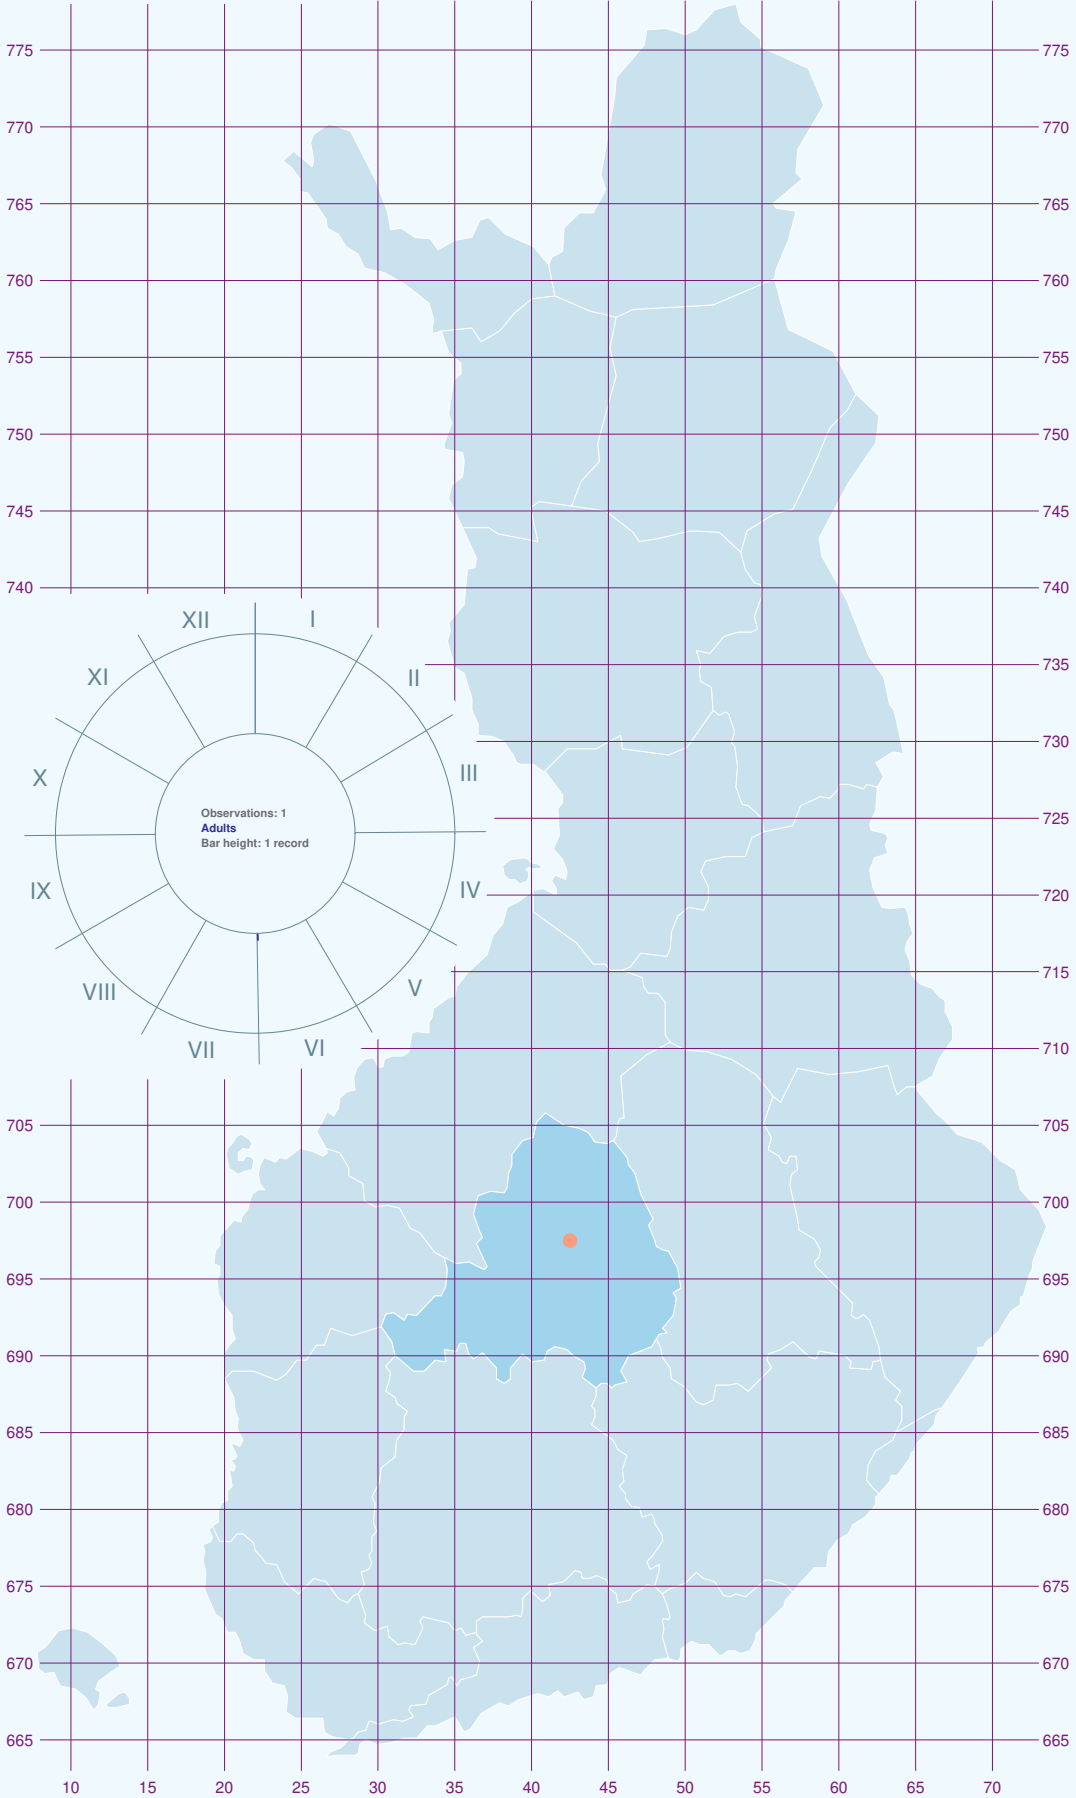 775 775
770 770
765 765
760 760
755 755
750 750
745 745
740 740
XII I
735
XI II
730
X III
Observations: 1
725
Adults
Bar height: 1 record
IX IV
720
VIII V
715
VII VI
710
705 705
700 700
695 695
690 690
685 685
680 680
675 675
670 670
665 665
10 15 20 25 30 35 40 45 50 55 60 65 70